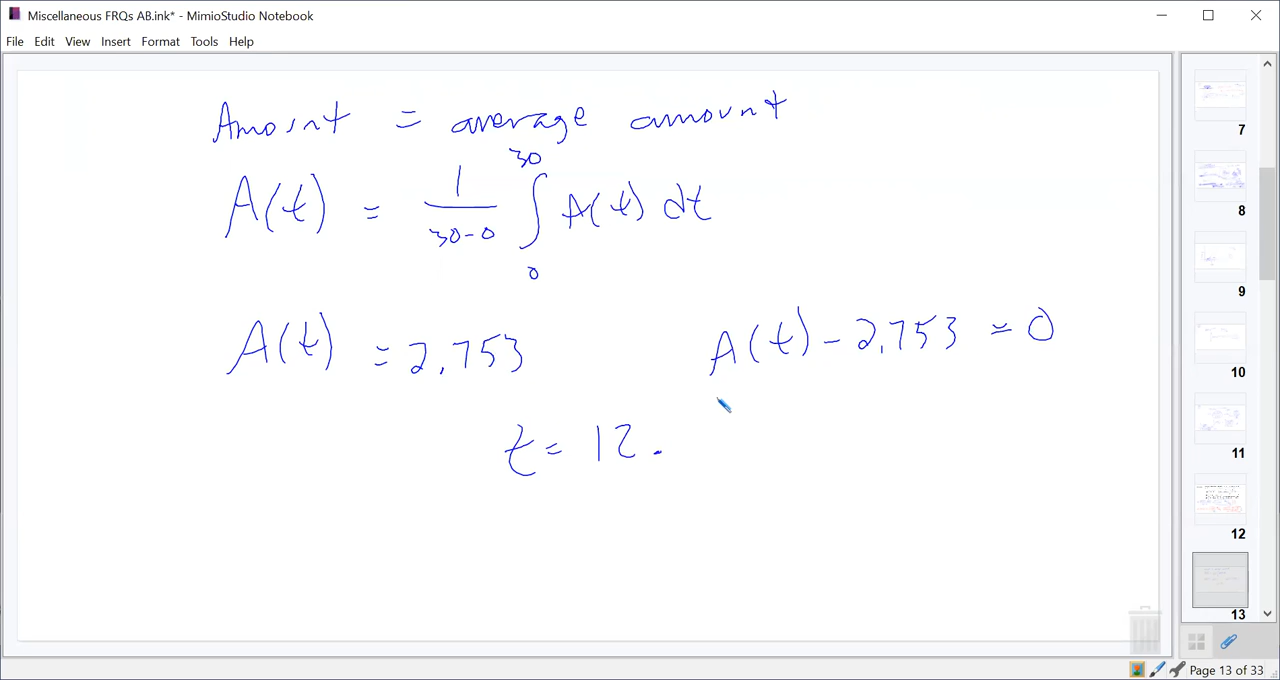 Miscellaneous FRQs AB.ink* - MimioStudio Notebook
File Edit View Insert Format Tools Help
Amount = average amount
A(t) = 1/(30-0) ∫₀³⁰ A(t) dt
A(t) = 2.753
A(t) - 2.753 = 0
t = 12.
7
8
9
10
11
12
13
Page 13 of 33